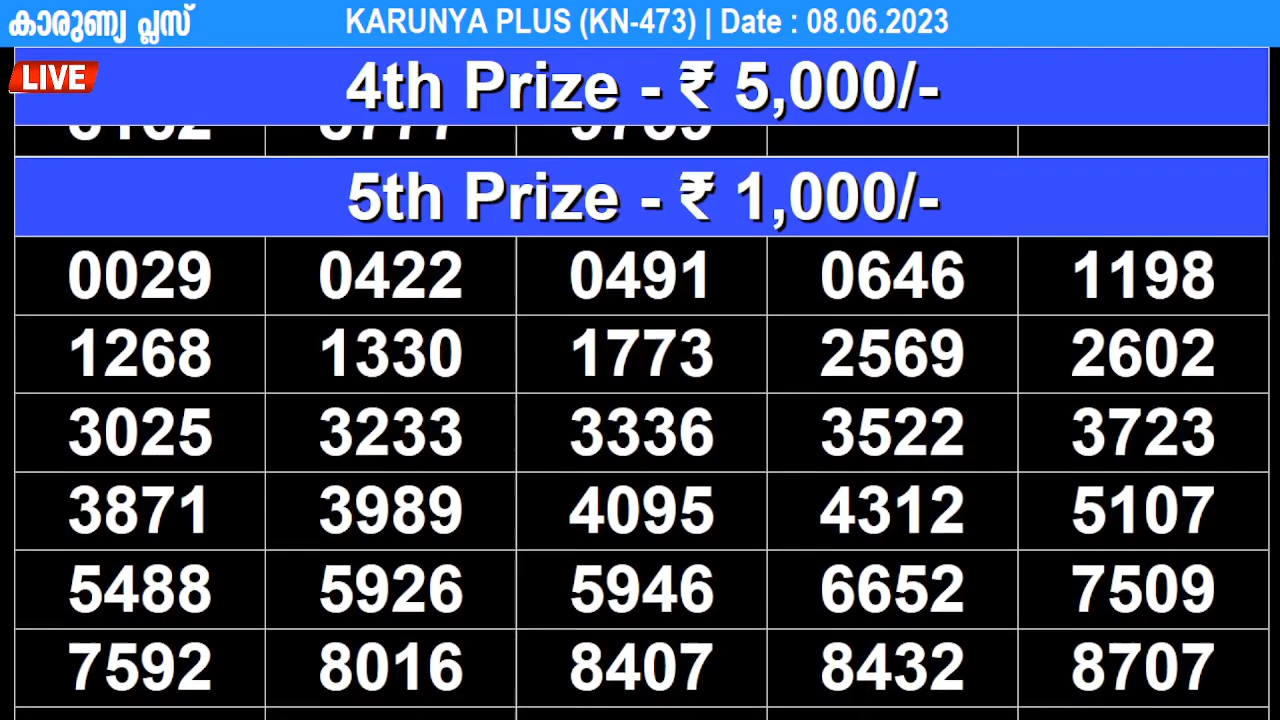 കാരുണ്യ പ്ലസ് KARUNYA PLUS (KN-473) | Date : 08.06.2023
LIVE
4th Prize - ₹ 5,000/-
5th Prize - ₹ 1,000/-
0029 0422 0491 0646 1198
1268 1330 1773 2569 2602
3025 3233 3336 3522 3723
3871 3989 4095 4312 5107
5488 5926 5946 6652 7509
7592 8016 8407 8432 8707